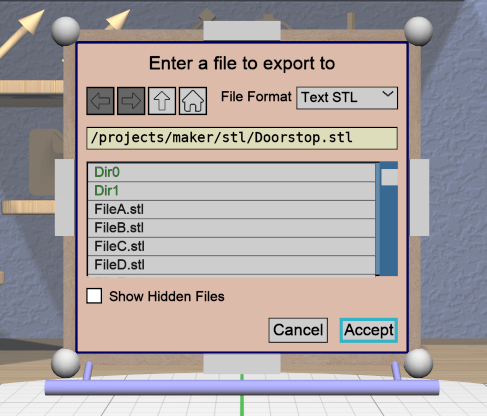 Enter a file to export to
File Format Text STL
/projects/maker/stl/Doorstop.stl
Dir0
Dir1
FileA.stl
FileB.stl
FileC.stl
FileD.stl
Show Hidden Files
Cancel Accept